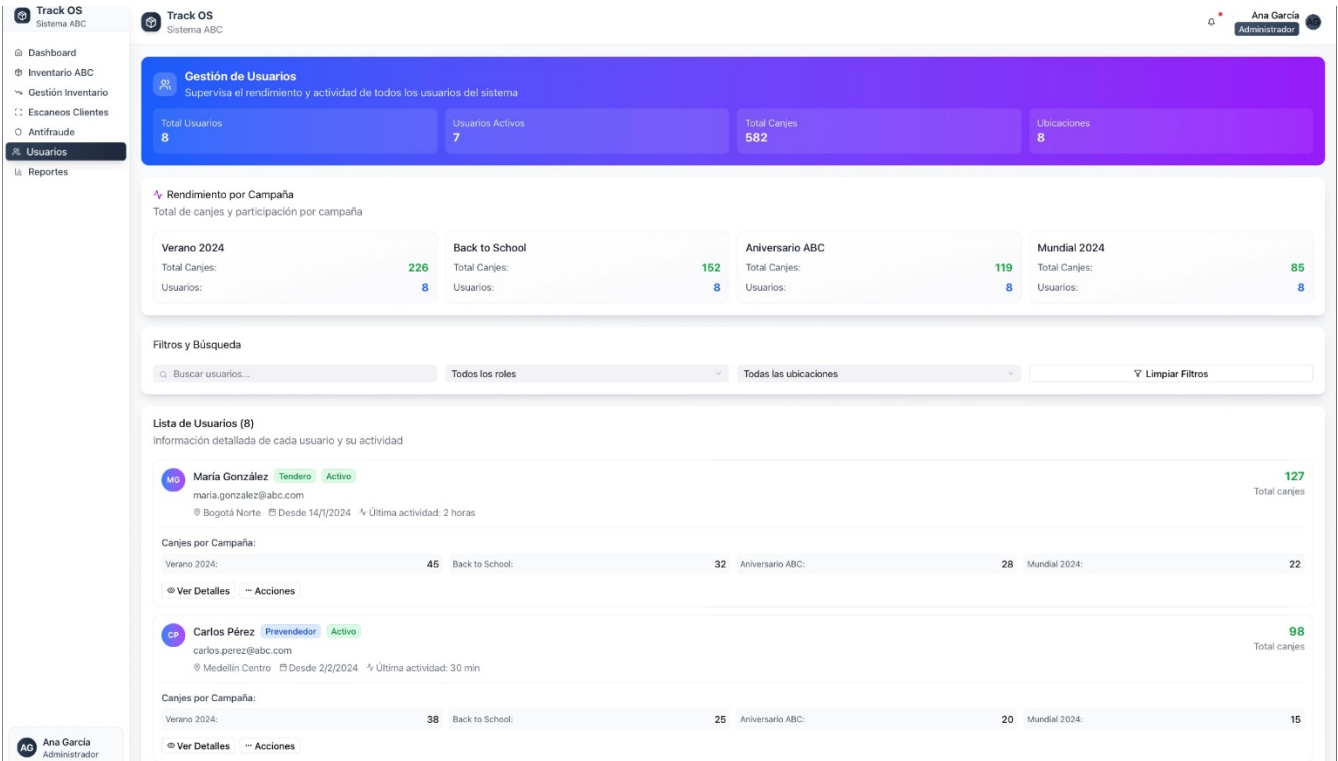 Track OS
Sistema ABC
Dashboard
Inventario ABC
Gestión Inventario
Escaneos Clientes
Antifraude
Usuarios
Reportes
AG
Ana García
Administrador
Track OS
Sistema ABC
Ana García
Administrador
AG
Gestión de Usuarios
Supervisa el rendimiento y actividad de todos los usuarios del sistema
Total Usuarios
8
Usuarios Activos
7
Total Canjes
582
Ubicaciones
8
Rendimiento por Campaña
Total de canjes y participación por campaña
Verano 2024
Total Canjes: 226
Usuarios: 8
Back to School
Total Canjes: 152
Usuarios: 8
Aniversario ABC
Total Canjes: 119
Usuarios: 8
Mundial 2024
Total Canjes: 85
Usuarios: 8
Filtros y Búsqueda
Buscar usuarios...
Todos los roles
Todas las ubicaciones
Limpiar Filtros
Lista de Usuarios (8)
Información detallada de cada usuario y su actividad
MG
María González Tendero Activo
maria.gonzalez@abc.com
Bogotá Norte Desde 14/1/2024 Última actividad: 2 horas
127
Total canjes
Canjes por Campaña:
Verano 2024: 45 Back to School: 32 Aniversario ABC: 28 Mundial 2024: 22
Ver Detalles ··· Acciones
CP
Carlos Pérez Prevendedor Activo
carlos.perez@abc.com
Medellín Centro Desde 2/2/2024 Última actividad: 30 min
98
Total canjes
Canjes por Campaña:
Verano 2024: 38 Back to School: 25 Aniversario ABC: 20 Mundial 2024: 15
Ver Detalles ··· Acciones